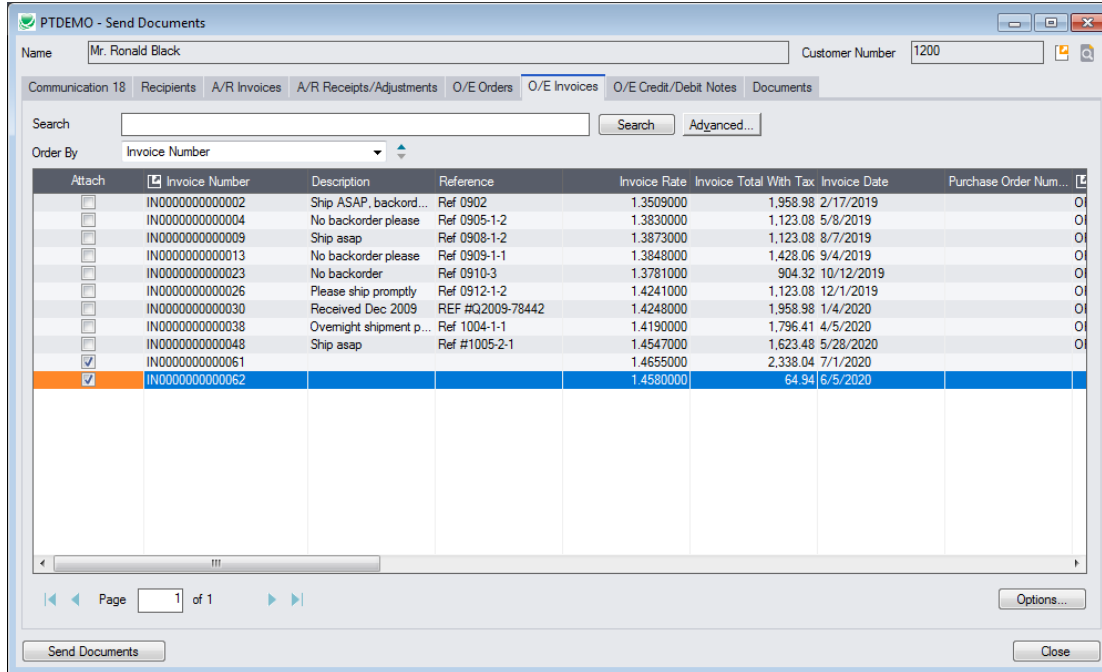 PTDEMO - Send Documents
Name Mr. Ronald Black Customer Number 1200
Communication 18 Recipients A/R Invoices A/R Receipts/Adjustments O/E Orders O/E Invoices O/E Credit/Debit Notes Documents
Search Search Advanced...
Order By Invoice Number
Attach Invoice Number Description Reference Invoice Rate Invoice Total With Tax Invoice Date Purchase Order Num...
IN0000000000002 Ship ASAP, backord... Ref 0902 1.3509000 1,958.98 2/17/2019
IN0000000000004 No backorder please Ref 0905-1-2 1.3830000 1,123.08 5/8/2019
IN0000000000009 Ship asap Ref 0908-1-2 1.3873000 1,123.08 8/7/2019
IN0000000000013 No backorder please Ref 0909-1-1 1.3848000 1,428.06 9/4/2019
IN0000000000023 No backorder Ref 0910-3 1.3781000 904.32 10/12/2019
IN0000000000026 Please ship promptly Ref 0912-1-2 1.4241000 1,123.08 12/1/2019
IN0000000000030 Received Dec 2009 REF #Q2009-78442 1.4248000 1,958.98 1/4/2020
IN0000000000038 Overnight shipment p... Ref 1004-1-1 1.4190000 1,796.41 4/5/2020
IN0000000000048 Ship asap Ref #1005-2-1 1.4547000 1,623.48 5/28/2020
IN0000000000061 1.4655000 2,338.04 7/1/2020
IN0000000000062 1.4580000 64.94 6/5/2020
Page 1 of 1 Options...
Send Documents Close